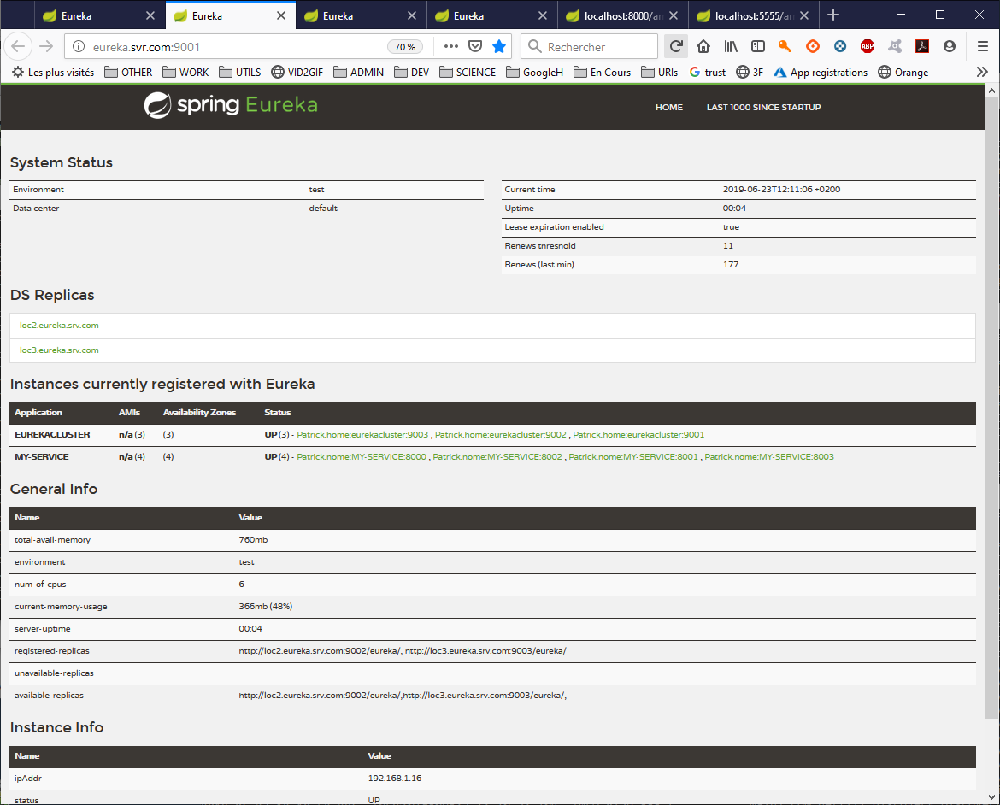 Eureka Eureka Eureka Eureka localhost:8000/an localhost:5555/an
eureka.svr.com:9001 70 % Rechercher ABP
Les plus visités OTHER WORK UTILS VID2GIF ADMIN DEV SCIENCE GoogleH En Cours URIs trust 3F App registrations Orange
spring Eureka HOME LAST 1000 SINCE STARTUP
System Status
Environment test Current time 2019-06-23T12:11:06 +0200
Data center default Uptime 00:04
Lease expiration enabled true
Renews threshold 11
Renews (last min) 177
DS Replicas
loc2.eureka.srv.com
loc3.eureka.srv.com
Instances currently registered with Eureka
Application AMIs Availability Zones Status
EUREKACLUSTER n/a (3) (3) UP (3) - Patrick.home:eurekacluster:9003 , Patrick.home:eurekacluster:9002 , Patrick.home:eurekacluster:9001
MY-SERVICE n/a (4) (4) UP (4) - Patrick.home:MY-SERVICE:8000 , Patrick.home:MY-SERVICE:8002 , Patrick.home:MY-SERVICE:8001 , Patrick.home:MY-SERVICE:8003
General Info
Name Value
total-avail-memory 760mb
environment test
num-of-cpus 6
current-memory-usage 366mb (48%)
server-uptime 00:04
registered-replicas http://loc2.eureka.srv.com:9002/eureka/, http://loc3.eureka.srv.com:9003/eureka/
unavailable-replicas
available-replicas http://loc2.eureka.srv.com:9002/eureka/,http://loc3.eureka.srv.com:9003/eureka/,
Instance Info
Name Value
ipAddr 192.168.1.16
status UP